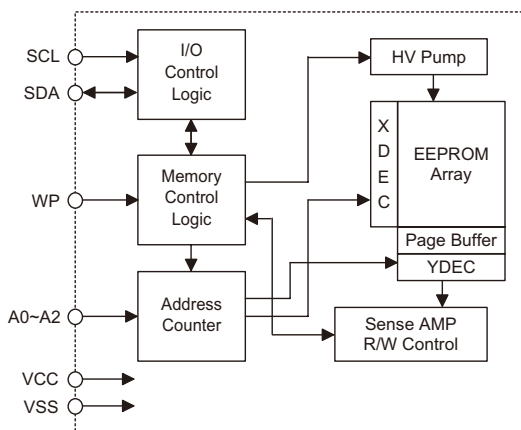 SCL
SDA
I/O
Control
Logic
HV Pump
X
D
E
C
EEPROM
Array
WP
Memory
Control
Logic
Page Buffer
YDEC
A0~A2
Address
Counter
Sense AMP
R/W Control
VCC
VSS